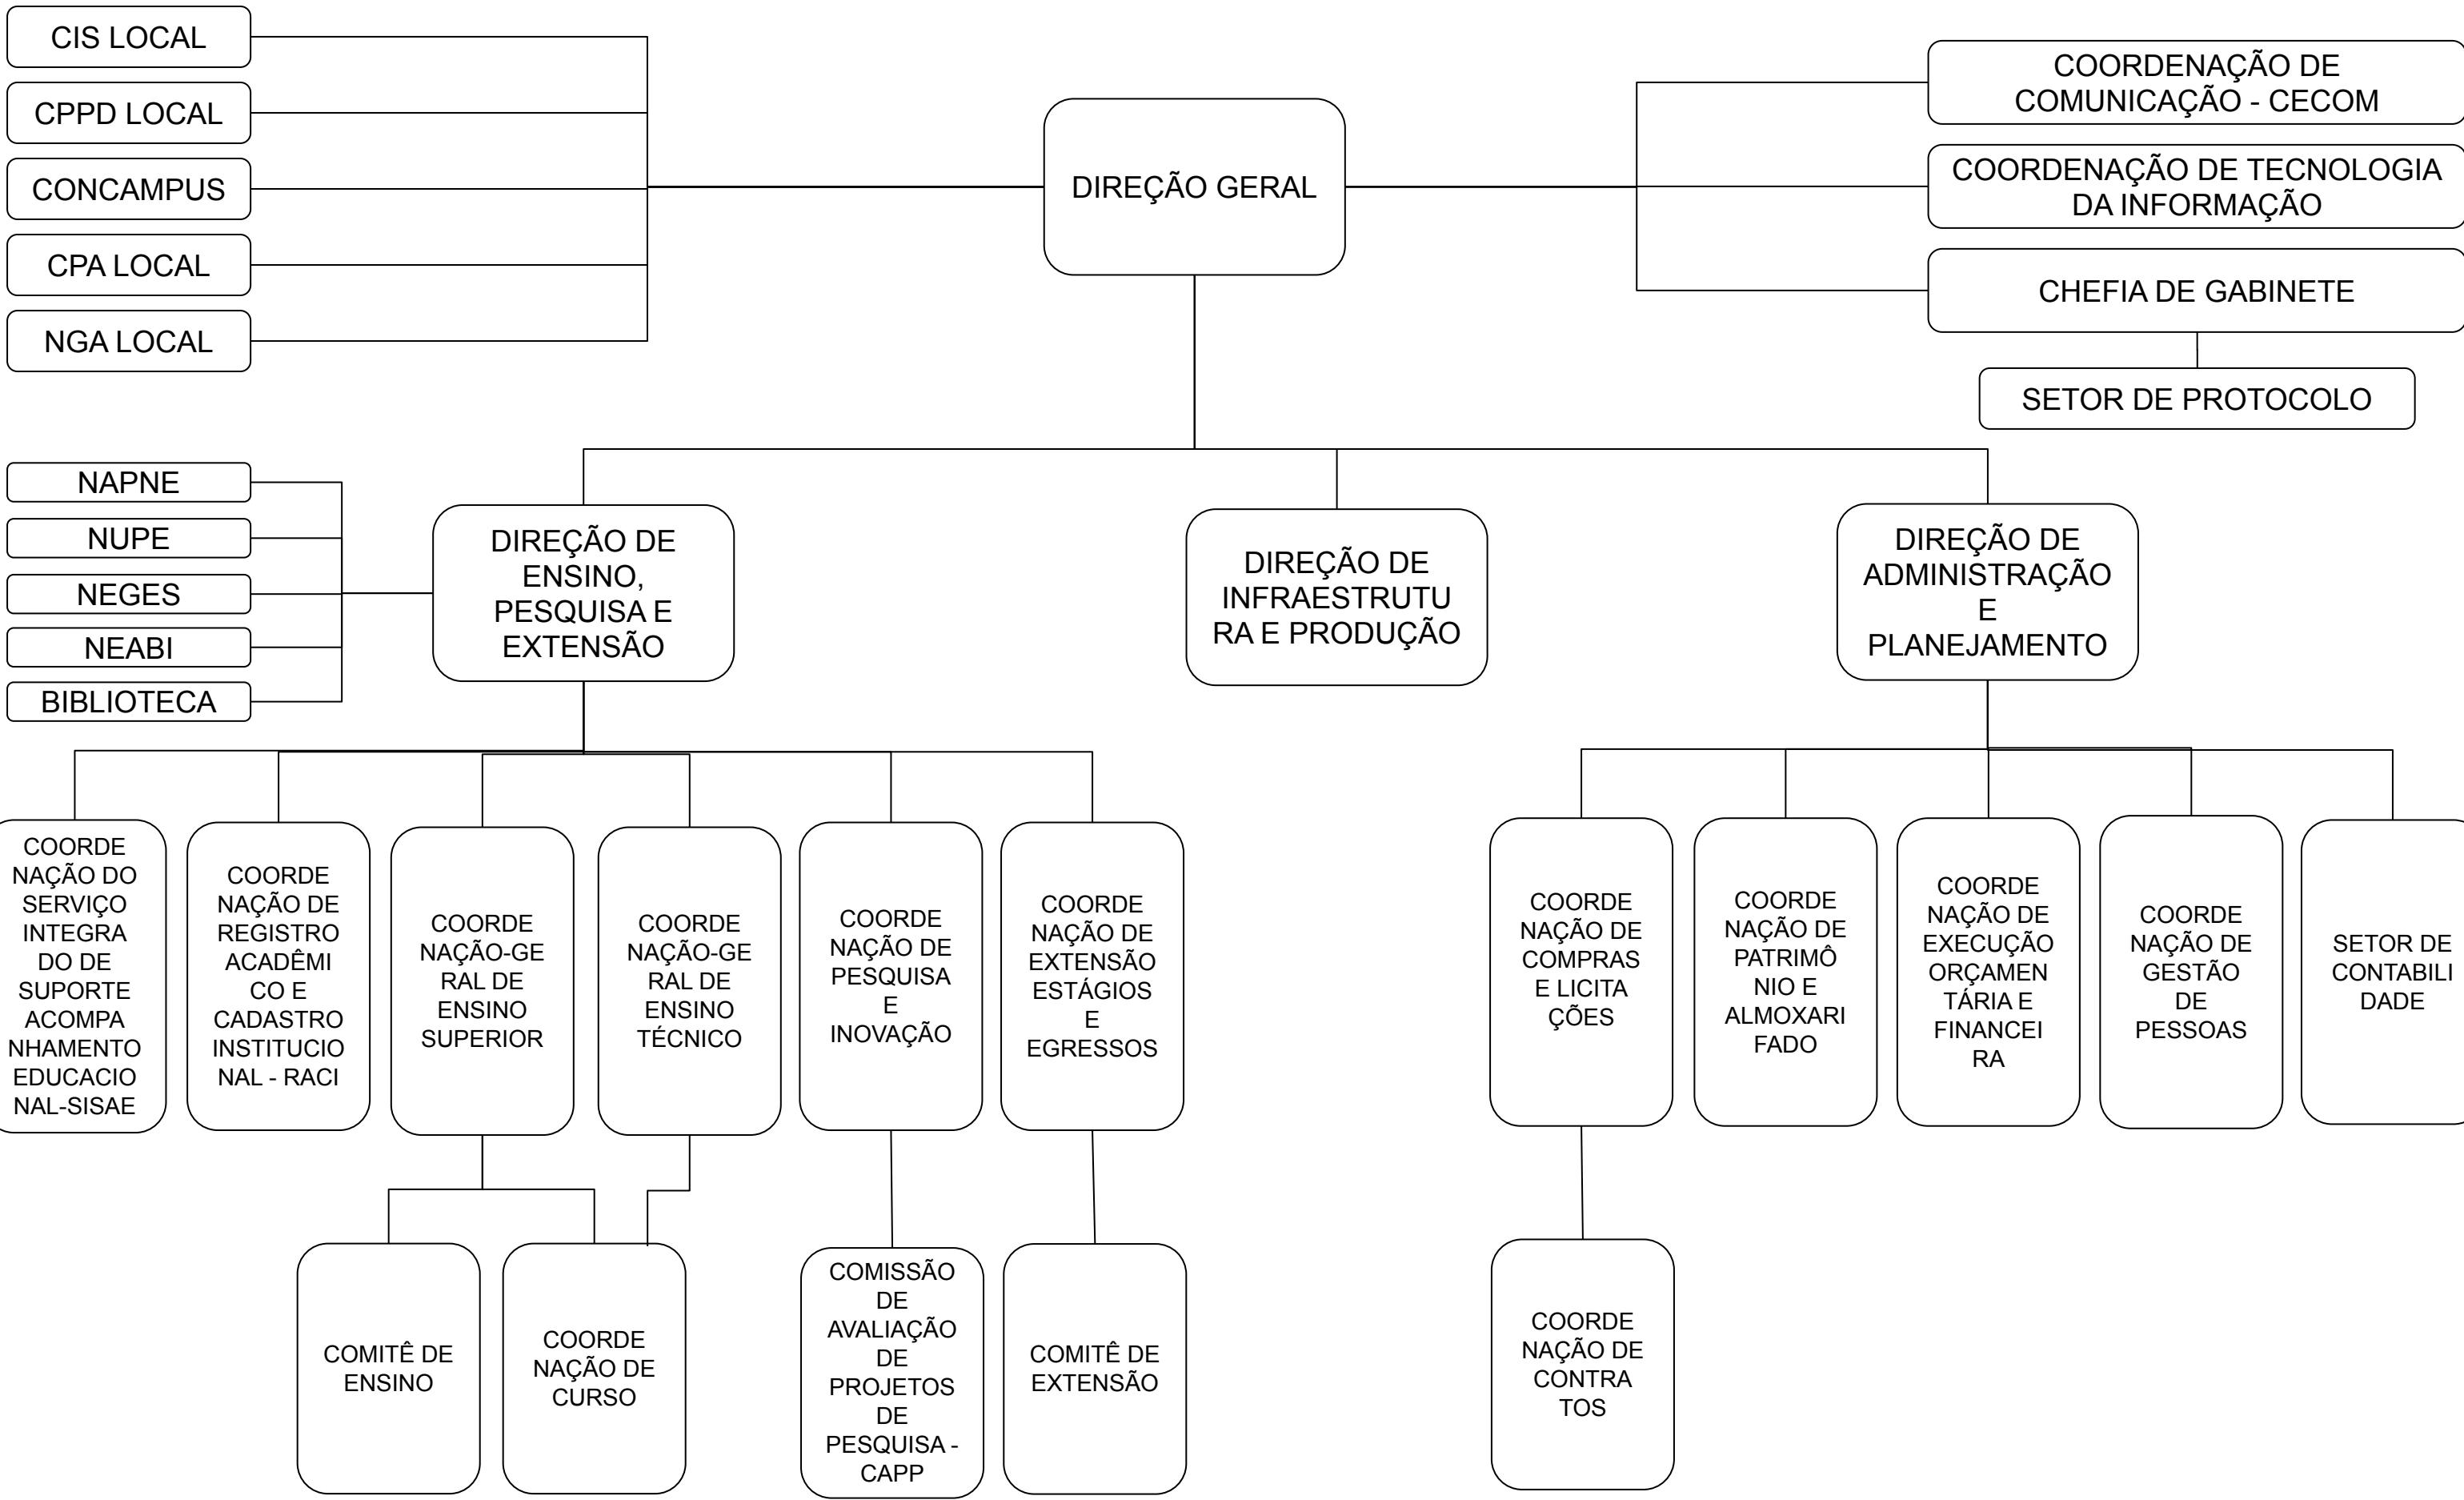 CIS LOCAL
CPPD LOCAL
CONCAMPUS
CPA LOCAL
NGA LOCAL
DIREÇÃO GERAL
COORDENAÇÃO DE
COMUNICAÇÃO - CECOM
COORDENAÇÃO DE TECNOLOGIA
DA INFORMAÇÃO
CHEFIA DE GABINETE
SETOR DE PROTOCOLO
NAPNE
NUPE
NEGES
NEABI
BIBLIOTECA
DIREÇÃO DE
ENSINO,
PESQUISA E
EXTENSÃO
DIREÇÃO DE
INFRAESTRUTU
RA E PRODUÇÃO
DIREÇÃO DE
ADMINISTRAÇÃO
E
PLANEJAMENTO
COORDE
NAÇÃO DO
SERVIÇO
INTEGRA
DO DE
SUPORTE
ACOMPA
NHAMENTO
EDUCACIO
NAL-SISAE
COORDE
NAÇÃO DE
REGISTRO
ACADÊMI
CO E
CADASTRO
INSTITUCIO
NAL - RACI
COORDE
NAÇÃO-GE
RAL DE
ENSINO
SUPERIOR
COORDE
NAÇÃO-GE
RAL DE
ENSINO
TÉCNICO
COORDE
NAÇÃO DE
PESQUISA
E
INOVAÇÃO
COORDE
NAÇÃO DE
EXTENSÃO
ESTÁGIOS
E
EGRESSOS
COORDE
NAÇÃO DE
COMPRAS
E LICITA
ÇÕES
COORDE
NAÇÃO DE
PATRIMÔ
NIO E
ALMOXARI
FADO
COORDE
NAÇÃO DE
EXECUÇÃO
ORÇAMEN
TÁRIA E
FINANCEI
RA
COORDE
NAÇÃO DE
GESTÃO
DE
PESSOAS
SETOR DE
CONTABILI
DADE
COMITÊ DE
ENSINO
COORDE
NAÇÃO DE
CURSO
COMISSÃO
DE
AVALIAÇÃO
DE
PROJETOS
DE
PESQUISA -
CAPP
COMITÊ DE
EXTENSÃO
COORDE
NAÇÃO DE
CONTRA
TOS